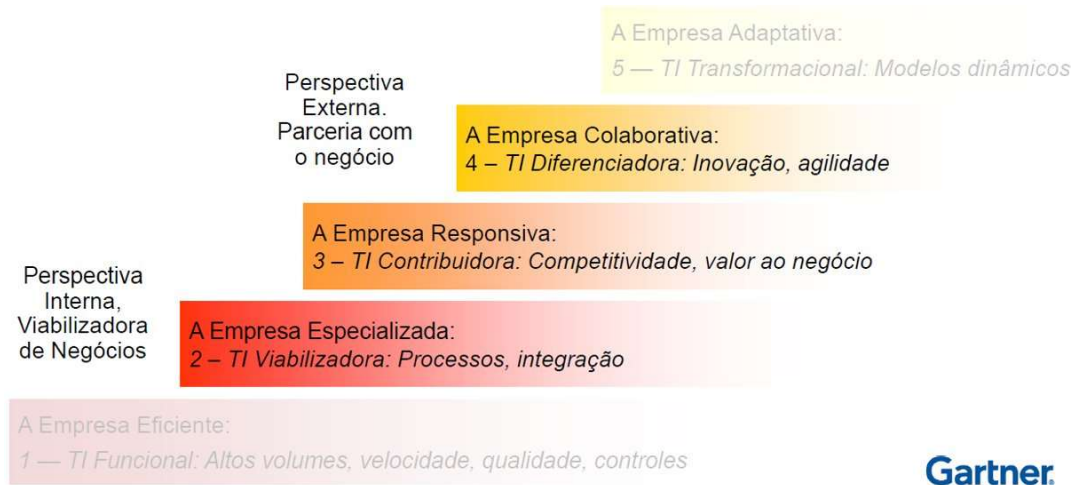 A Empresa Adaptativa:
5 — TI Transformacional: Modelos dinâmicos
Perspectiva
Externa.
Parceria com
o negócio
A Empresa Colaborativa:
4 – TI Diferenciadora: Inovação, agilidade
A Empresa Responsiva:
3 – TI Contribuidora: Competitividade, valor ao negócio
Perspectiva
Interna,
Viabilizadora
de Negócios
A Empresa Especializada:
2 – TI Viabilizadora: Processos, integração
A Empresa Eficiente:
1 — TI Funcional: Altos volumes, velocidade, qualidade, controles
Gartner.